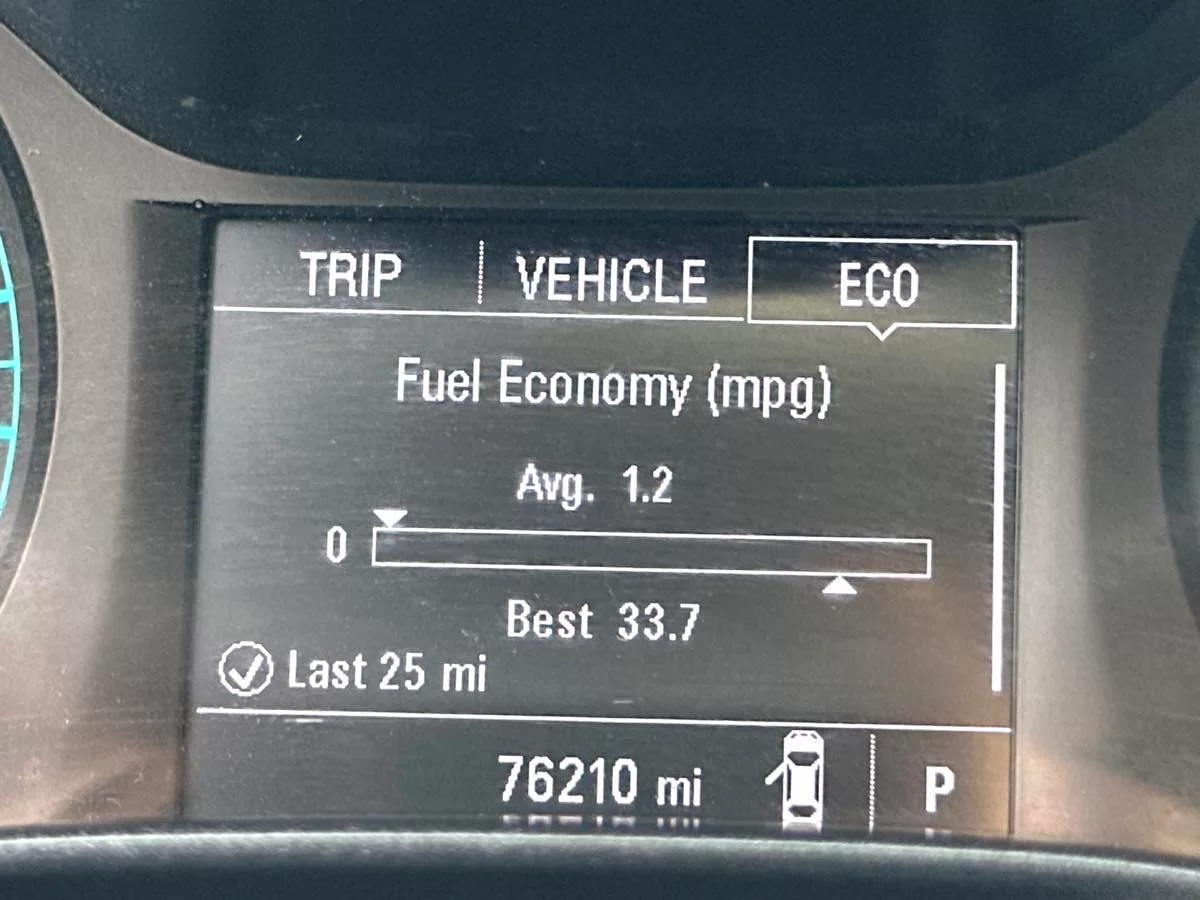 TRIP VEHICLE ECO
Fuel Economy (mpg)
Avg. 1.2
0
Best 33.7
Last 25 mi
76210 mi P